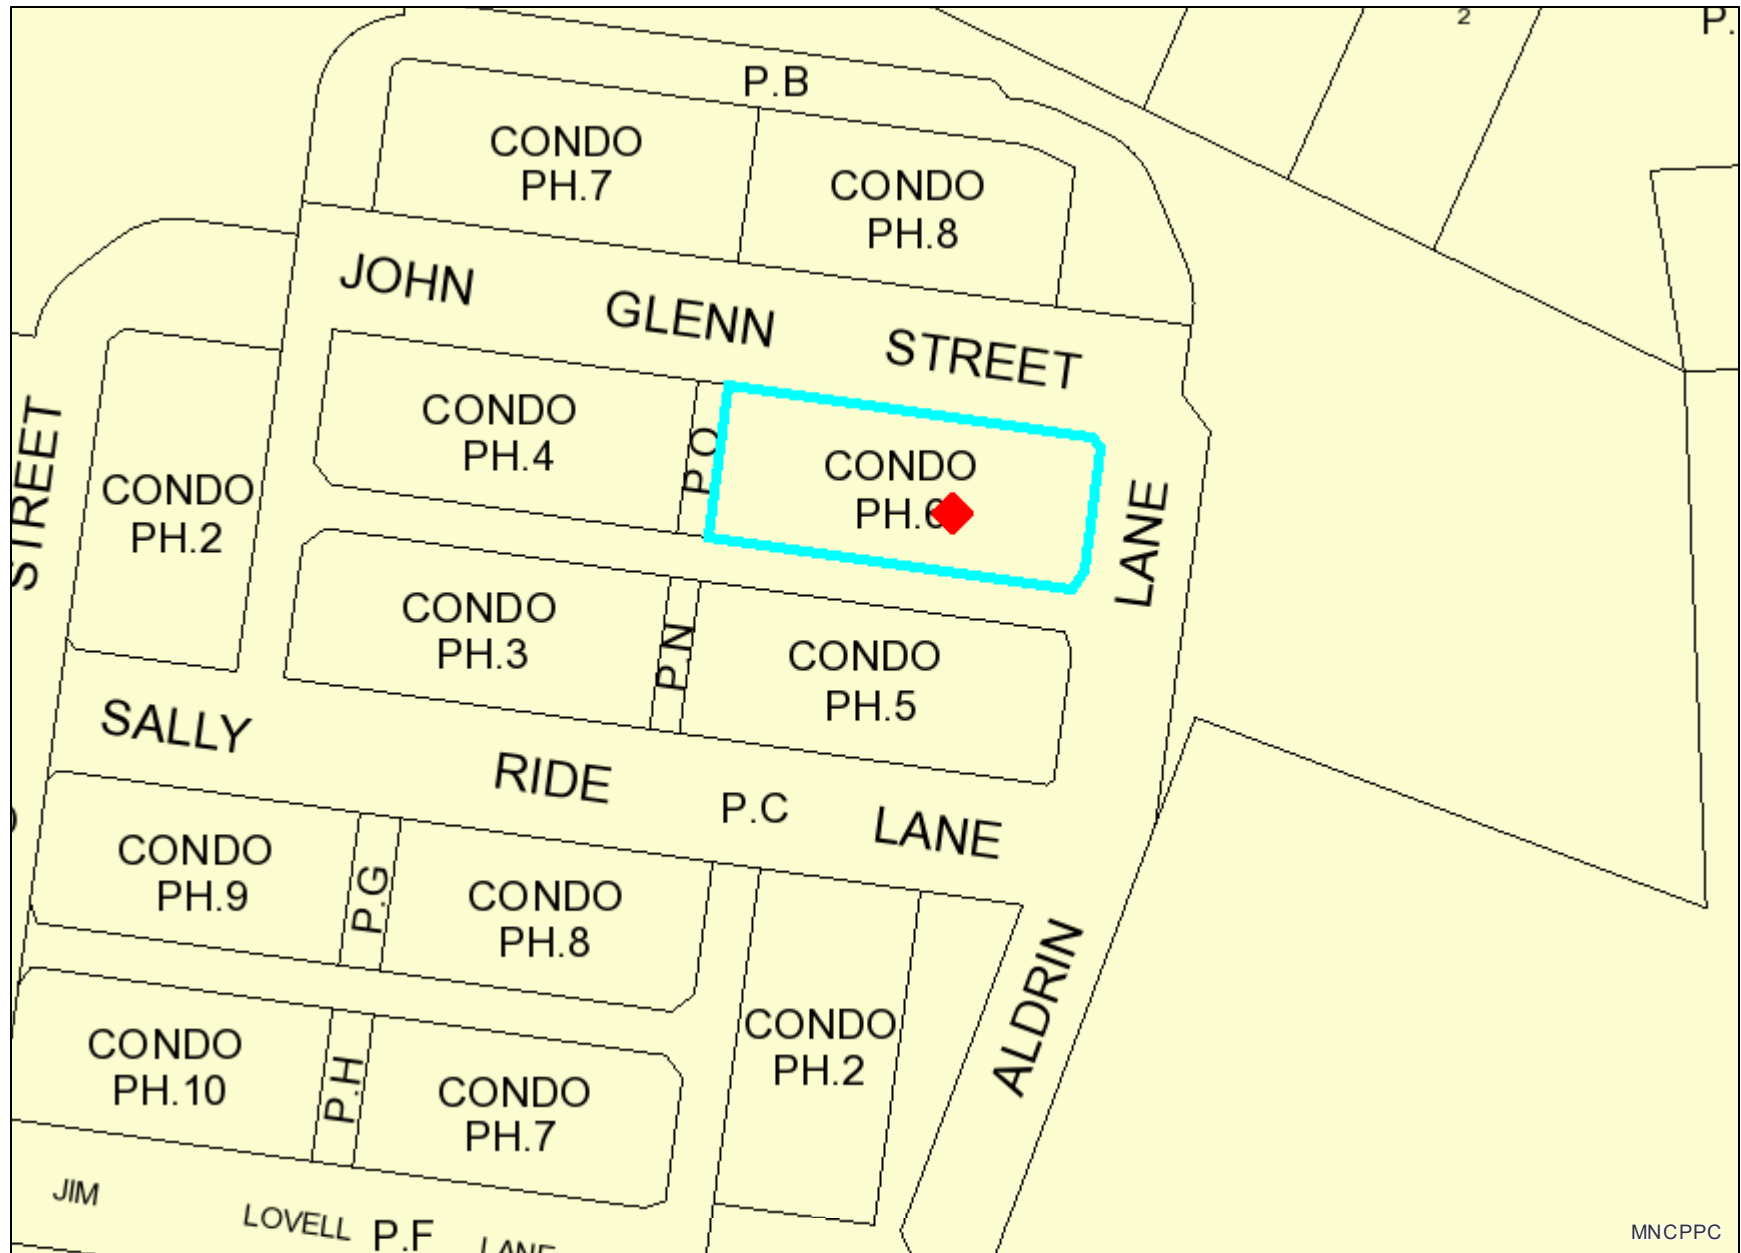 2
P.
P.B
CONDO
PH.7
CONDO
PH.8
JOHN GLENN STREET
CONDO
PH.4
P O
CONDO
PH.6
LANE
STREET
CONDO
PH.2
CONDO
PH.3
P.N
CONDO
PH.5
SALLY RIDE LANE
P.C
CONDO
PH.9
P.G
CONDO
PH.8
CONDO
PH.2
ALDRIN
CONDO
PH.10
P.H
CONDO
PH.7
JIM LOVELL LANE
P.F
MNCPPC